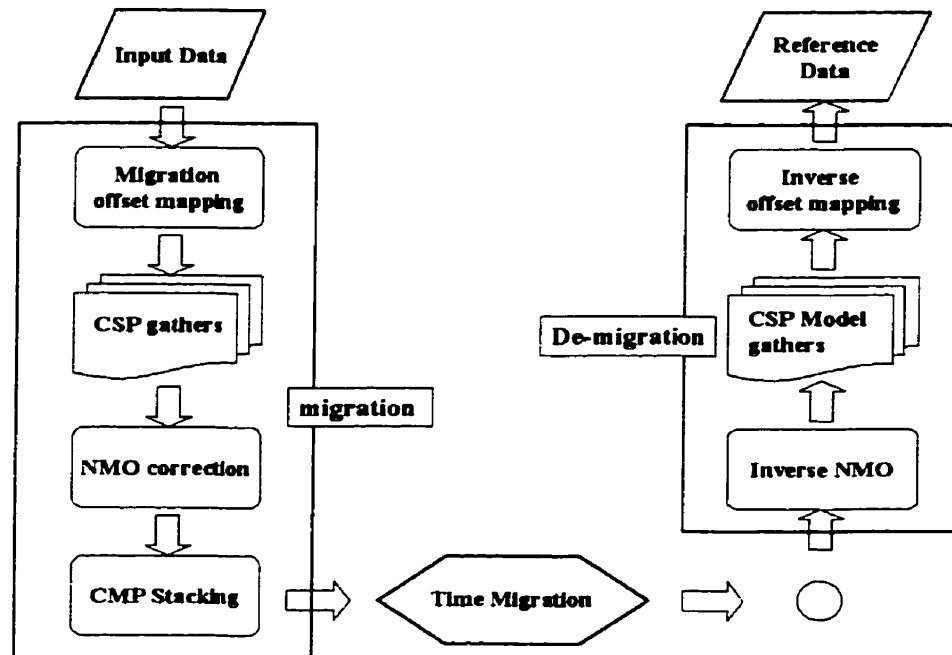 Input Data
Migration
offset mapping
CSP gathers
migration
NMO correction
CMP Stacking
Time Migration
Reference
Data
Inverse
offset mapping
CSP Model
gathers
De-migration
Inverse NMO